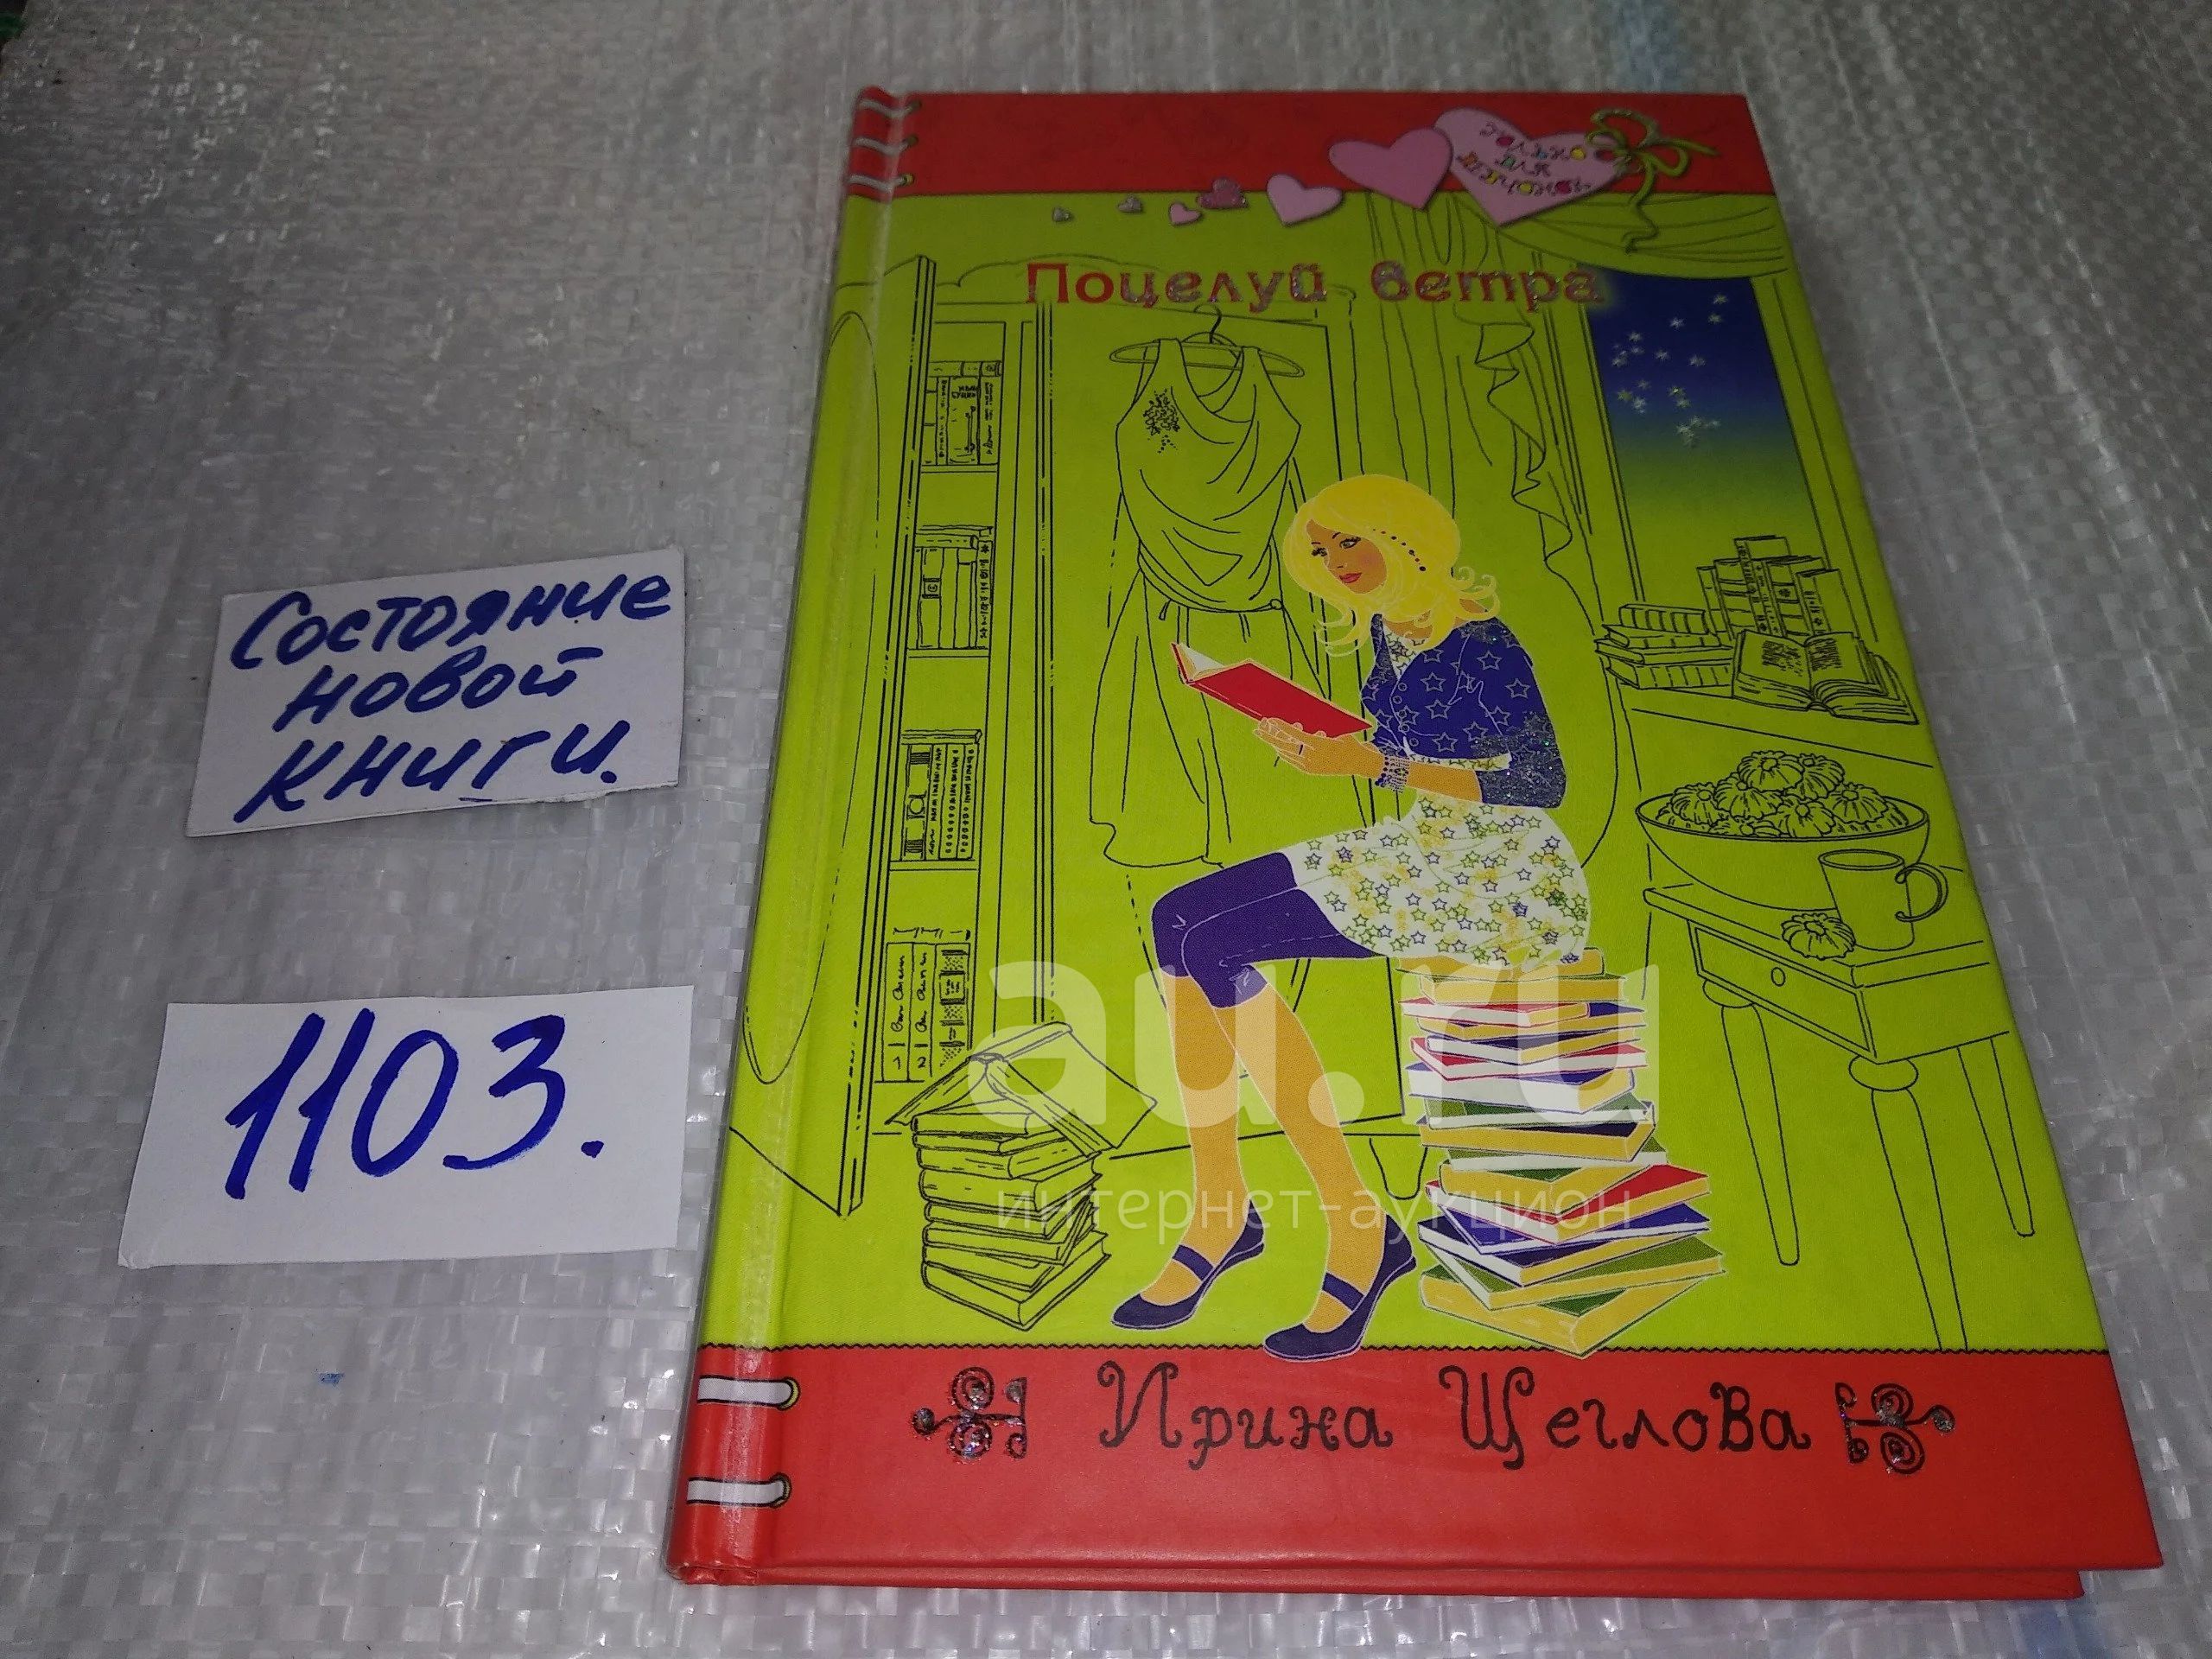 только
для
девчонок
Поцелуй ветра
Состояние
новой
книги.
1103.
au.ru
интернет-аукцион
Ирина Щеглова